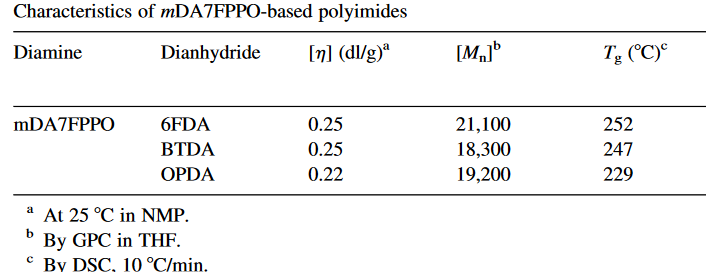 Characteristics of mDA7FPPO-based polyimides
Diamine Dianhydride [η] (dl/g)a [Mn]b Tg (°C)c
mDA7FPPO 6FDA 0.25 21,100 252
BTDA 0.25 18,300 247
OPDA 0.22 19,200 229
a At 25 °C in NMP.
b By GPC in THF.
c By DSC, 10 °C/min.